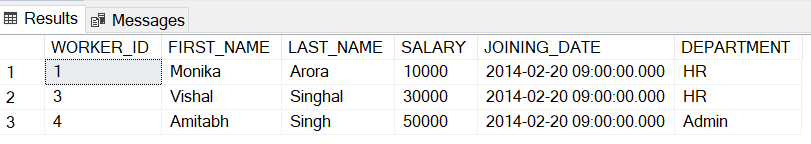 Results Messages
WORKER_ID FIRST_NAME LAST_NAME SALARY JOINING_DATE DEPARTMENT
1 1 Monika Arora 10000 2014-02-20 09:00:00.000 HR
2 3 Vishal Singhal 30000 2014-02-20 09:00:00.000 HR
3 4 Amitabh Singh 50000 2014-02-20 09:00:00.000 Admin